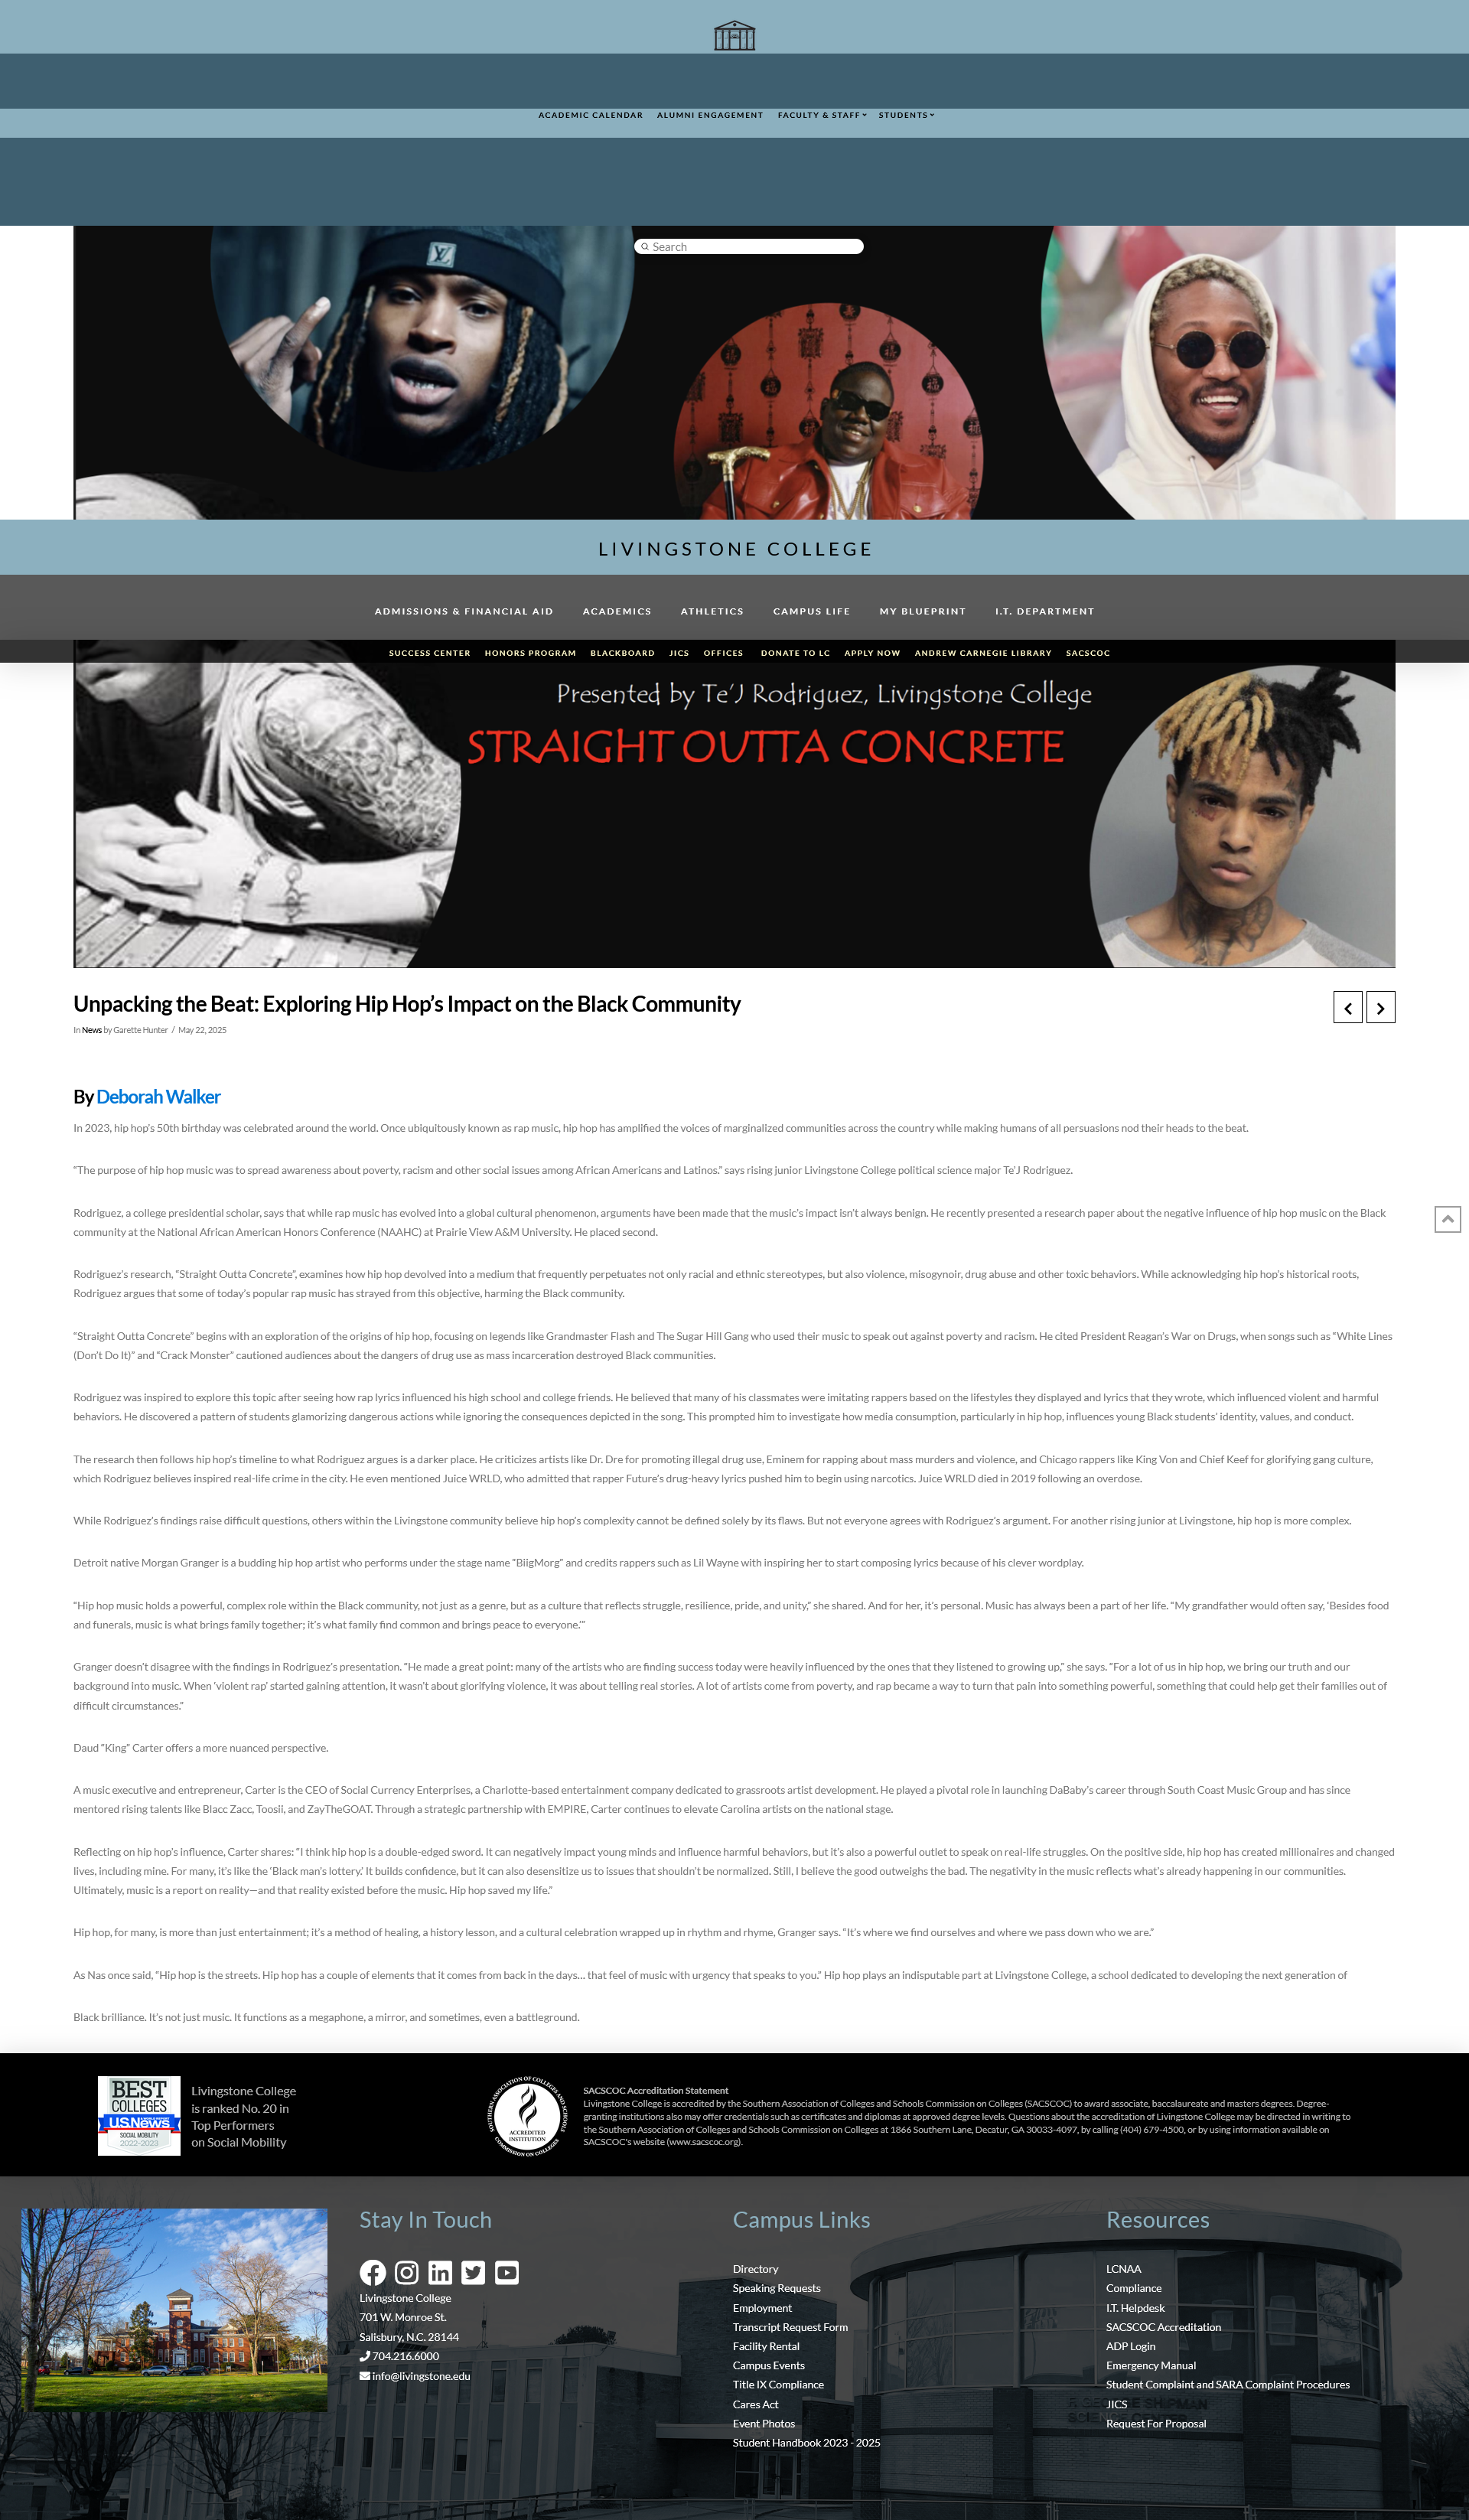 ACADEMIC CALENDAR ALUMNI ENGAGEMENT FACULTY & STAFF STUDENTS
Search
LIVINGSTONE COLLEGE
ADMISSIONS & FINANCIAL AID ACADEMICS ATHLETICS CAMPUS LIFE MY BLUEPRINT I.T. DEPARTMENT
SUCCESS CENTER HONORS PROGRAM BLACKBOARD JICS OFFICES DONATE TO LC APPLY NOW ANDREW CARNEGIE LIBRARY SACSCOC
Presented by Te'J Rodriguez, Livingstone College
STRAIGHT OUTTA CONCRETE
Unpacking the Beat: Exploring Hip Hop’s Impact on the Black Community
In News by Garette Hunter / May 22, 2025
By Deborah Walker
In 2023, hip hop’s 50th birthday was celebrated around the world. Once ubiquitously known as rap music, hip hop has amplified the voices of marginalized communities across the country while making humans of all persuasions nod their heads to the beat.
“The purpose of hip hop music was to spread awareness about poverty, racism and other social issues among African Americans and Latinos.” says rising junior Livingstone College political science major Te’J Rodriguez.
Rodriguez, a college presidential scholar, says that while rap music has evolved into a global cultural phenomenon, arguments have been made that the music’s impact isn’t always benign. He recently presented a research paper about the negative influence of hip hop music on the Black
community at the National African American Honors Conference (NAAHC) at Prairie View A&M University. He placed second.
Rodriguez’s research, “Straight Outta Concrete”, examines how hip hop devolved into a medium that frequently perpetuates not only racial and ethnic stereotypes, but also violence, misogynoir, drug abuse and other toxic behaviors. While acknowledging hip hop’s historical roots,
Rodriguez argues that some of today’s popular rap music has strayed from this objective, harming the Black community.
“Straight Outta Concrete” begins with an exploration of the origins of hip hop, focusing on legends like Grandmaster Flash and The Sugar Hill Gang who used their music to speak out against poverty and racism. He cited President Reagan’s War on Drugs, when songs such as “White Lines
(Don’t Do It)” and “Crack Monster” cautioned audiences about the dangers of drug use as mass incarceration destroyed Black communities.
Rodriguez was inspired to explore this topic after seeing how rap lyrics influenced his high school and college friends. He believed that many of his classmates were imitating rappers based on the lifestyles they displayed and lyrics that they wrote, which influenced violent and harmful
behaviors. He discovered a pattern of students glamorizing dangerous actions while ignoring the consequences depicted in the song. This prompted him to investigate how media consumption, particularly in hip hop, influences young Black students’ identity, values, and conduct.
The research then follows hip hop’s timeline to what Rodriguez argues is a darker place. He criticizes artists like Dr. Dre for promoting illegal drug use, Eminem for rapping about mass murders and violence, and Chicago rappers like King Von and Chief Keef for glorifying gang culture,
which Rodriguez believes inspired real-life crime in the city. He even mentioned Juice WRLD, who admitted that rapper Future’s drug-heavy lyrics pushed him to begin using narcotics. Juice WRLD died in 2019 following an overdose.
While Rodriguez’s findings raise difficult questions, others within the Livingstone community believe hip hop’s complexity cannot be defined solely by its flaws. But not everyone agrees with Rodriguez’s argument. For another rising junior at Livingstone, hip hop is more complex.
Detroit native Morgan Granger is a budding hip hop artist who performs under the stage name “BiigMorg” and credits rappers such as Lil Wayne with inspiring her to start composing lyrics because of his clever wordplay.
“Hip hop music holds a powerful, complex role within the Black community, not just as a genre, but as a culture that reflects struggle, resilience, pride, and unity,” she shared. And for her, it’s personal. Music has always been a part of her life. “My grandfather would often say, ‘Besides food
and funerals, music is what brings family together; it’s what family find common and brings peace to everyone.’“
Granger doesn’t disagree with the findings in Rodriguez’s presentation. “He made a great point: many of the artists who are finding success today were heavily influenced by the ones that they listened to growing up,” she says. “For a lot of us in hip hop, we bring our truth and our
background into music. When ‘violent rap’ started gaining attention, it wasn’t about glorifying violence, it was about telling real stories. A lot of artists come from poverty, and rap became a way to turn that pain into something powerful, something that could help get their families out of
difficult circumstances.”
Daud “King” Carter offers a more nuanced perspective.
A music executive and entrepreneur, Carter is the CEO of Social Currency Enterprises, a Charlotte-based entertainment company dedicated to grassroots artist development. He played a pivotal role in launching DaBaby’s career through South Coast Music Group and has since
mentored rising talents like Blacc Zacc, Toosii, and ZayTheGOAT. Through a strategic partnership with EMPIRE, Carter continues to elevate Carolina artists on the national stage.
Reflecting on hip hop’s influence, Carter shares: “I think hip hop is a double-edged sword. It can negatively impact young minds and influence harmful behaviors, but it’s also a powerful outlet to speak on real-life struggles. On the positive side, hip hop has created millionaires and changed
lives, including mine. For many, it’s like the ‘Black man’s lottery.’ It builds confidence, but it can also desensitize us to issues that shouldn’t be normalized. Still, I believe the good outweighs the bad. The negativity in the music reflects what’s already happening in our communities.
Ultimately, music is a report on reality—and that reality existed before the music. Hip hop saved my life.”
Hip hop, for many, is more than just entertainment; it’s a method of healing, a history lesson, and a cultural celebration wrapped up in rhythm and rhyme, Granger says. “It’s where we find ourselves and where we pass down who we are.”
As Nas once said, “Hip hop is the streets. Hip hop has a couple of elements that it comes from back in the days… that feel of music with urgency that speaks to you.” Hip hop plays an indisputable part at Livingstone College, a school dedicated to developing the next generation of
Black brilliance. It’s not just music. It functions as a megaphone, a mirror, and sometimes, even a battleground.
BEST
COLLEGES
U.S.News
SOCIAL MOBILITY
2022-2023
Livingstone College
is ranked No. 20 in
Top Performers
on Social Mobility
SOUTHERN ASSOCIATION OF COLLEGES AND SCHOOLS
ACCREDITED
INSTITUTION
COMMISSION ON COLLEGES
SACSCOC Accreditation Statement
Livingstone College is accredited by the Southern Association of Colleges and Schools Commission on Colleges (SACSCOC) to award associate, baccalaureate and masters degrees. Degree-
granting institutions also may offer credentials such as certificates and diplomas at approved degree levels. Questions about the accreditation of Livingstone College may be directed in writing to
the Southern Association of Colleges and Schools Commission on Colleges at 1866 Southern Lane, Decatur, GA 30033-4097, by calling (404) 679-4500, or by using information available on
SACSCOC's website (www.sacscoc.org).
Stay In Touch
Livingstone College
701 W. Monroe St.
Salisbury, N.C. 28144
704.216.6000
info@livingstone.edu
Campus Links
Directory
Speaking Requests
Employment
Transcript Request Form
Facility Rental
Campus Events
Title IX Compliance
Cares Act
Event Photos
Student Handbook 2023 - 2025
Resources
LCNAA
Compliance
I.T. Helpdesk
SACSCOC Accreditation
ADP Login
Emergency Manual
Student Complaint and SARA Complaint Procedures
JICS
Request For Proposal